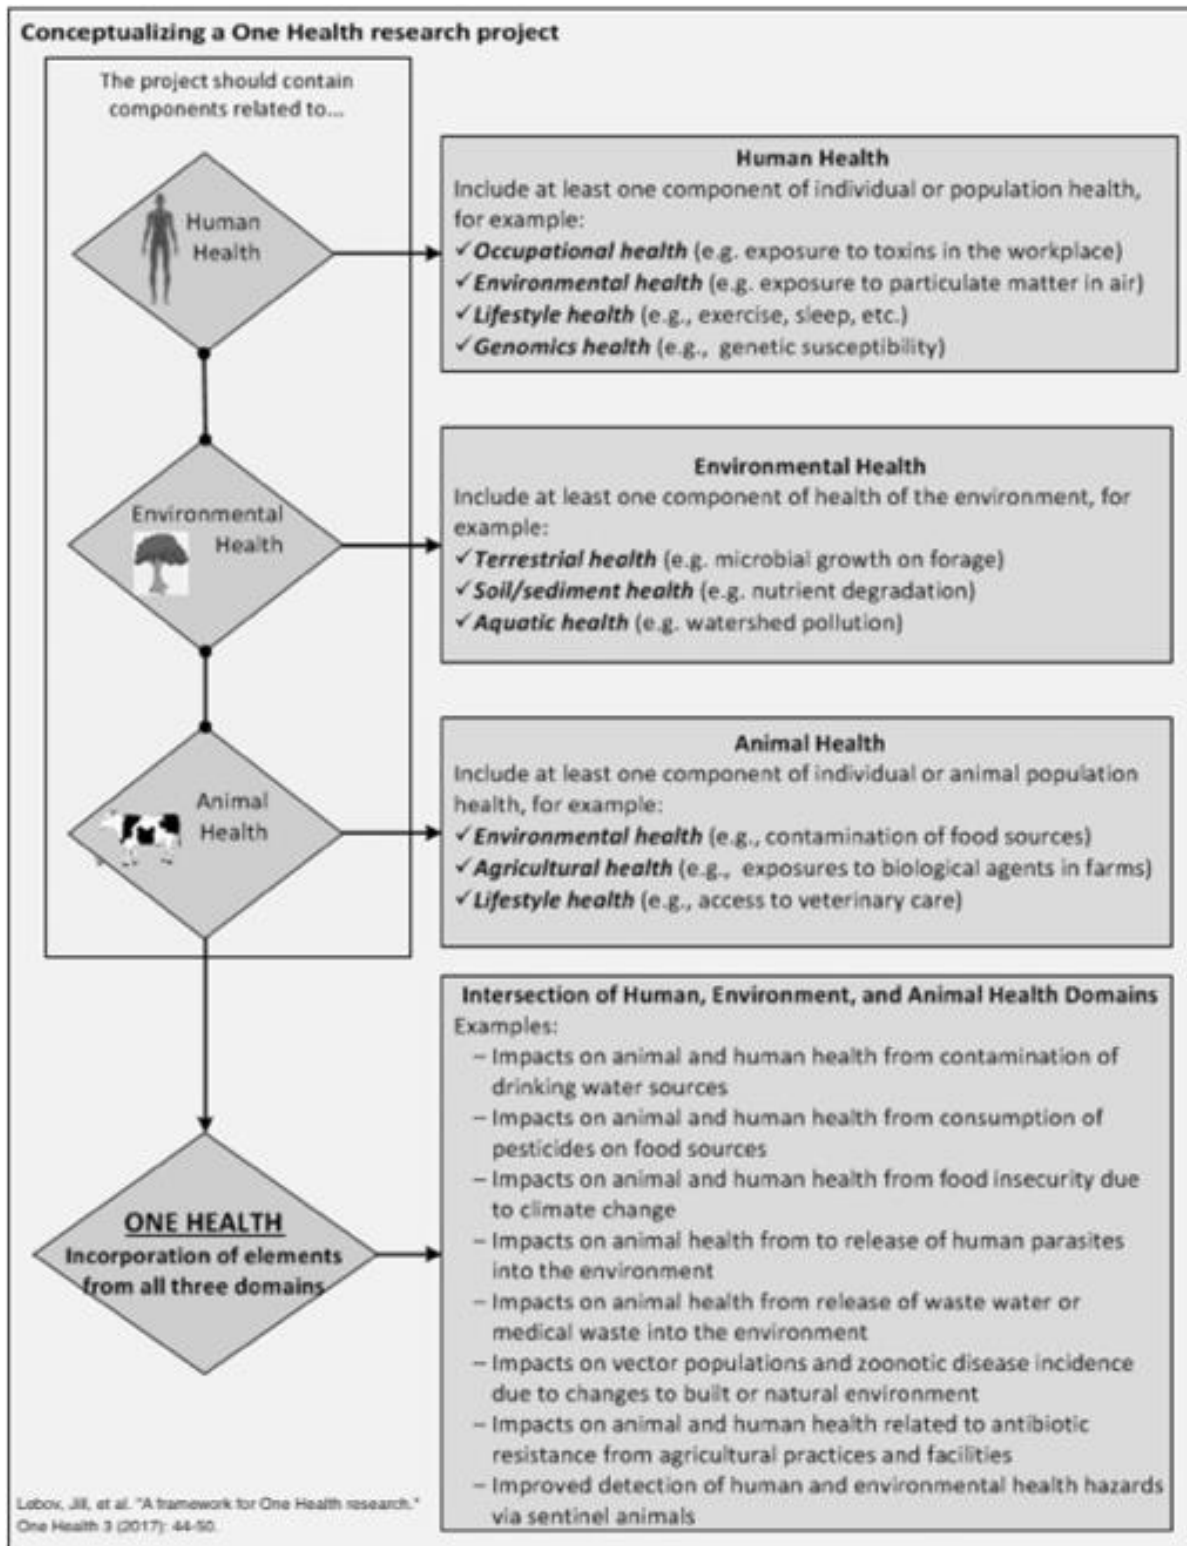 Conceptualizing a One Health research project
The project should contain
components related to...
Human
Health
Human Health
Include at least one component of individual or population health,
for example:
✓ Occupational health (e.g. exposure to toxins in the workplace)
✓ Environmental health (e.g. exposure to particulate matter in air)
✓ Lifestyle health (e.g., exercise, sleep, etc.)
✓ Genomics health (e.g., genetic susceptibility)
Environmental
Health
Environmental Health
Include at least one component of health of the environment, for
example:
✓ Terrestrial health (e.g. microbial growth on forage)
✓ Soil/sediment health (e.g. nutrient degradation)
✓ Aquatic health (e.g. watershed pollution)
Animal
Health
Animal Health
Include at least one component of individual or animal population
health, for example:
✓ Environmental health (e.g., contamination of food sources)
✓ Agricultural health (e.g., exposures to biological agents in farms)
✓ Lifestyle health (e.g., access to veterinary care)
ONE HEALTH
Incorporation of elements
from all three domains
Intersection of Human, Environment, and Animal Health Domains
Examples:
– Impacts on animal and human health from contamination of
drinking water sources
– Impacts on animal and human health from consumption of
pesticides on food sources
– Impacts on animal and human health from food insecurity due
to climate change
– Impacts on animal health from to release of human parasites
into the environment
– Impacts on animal health from release of waste water or
medical waste into the environment
– Impacts on vector populations and zoonotic disease incidence
due to changes to built or natural environment
– Impacts on animal and human health related to antibiotic
resistance from agricultural practices and facilities
– Improved detection of human and environmental health hazards
via sentinel animals
Lebov, Jill, et al. "A framework for One Health research."
One Health 3 (2017): 44-50.